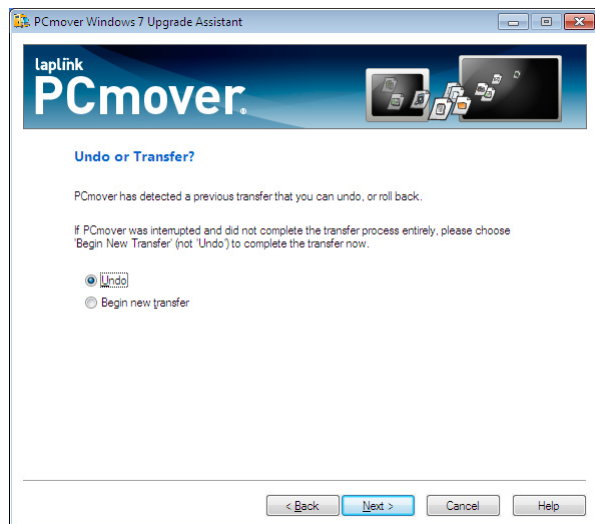 PCmover Windows 7 Upgrade Assistant
laplink
PCmover®
Undo or Transfer?
PCmover has detected a previous transfer that you can undo, or roll back.
If PCmover was interrupted and did not complete the transfer process entirely, please choose
'Begin New Transfer' (not 'Undo') to complete the transfer now.
Undo
Begin new transfer
< Back Next > Cancel Help